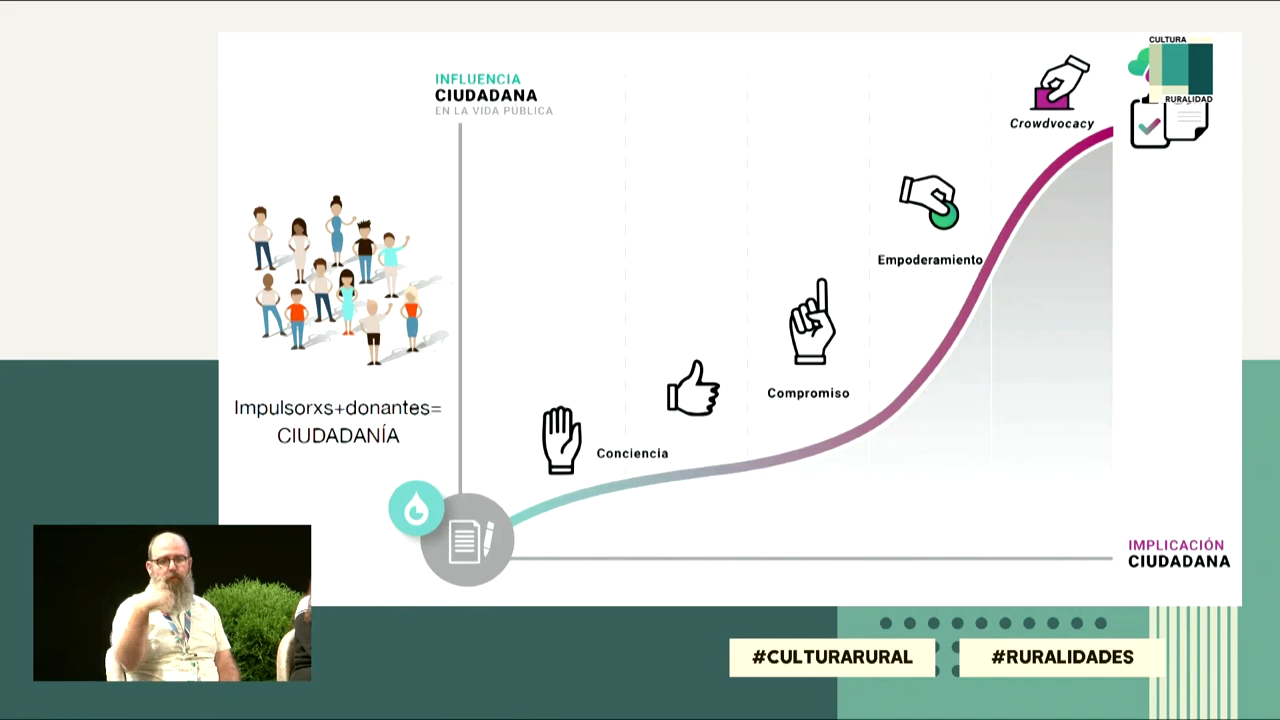 INFLUENCIA
CIUDADANA
EN LA VIDA PÚBLICA
CULTURA
RURALIDAD
Crowdvocacy
Empoderamiento
Compromiso
Conciencia
Impulsorxs+donantes=
CIUDADANÍA
IMPLICACIÓN
CIUDADANA
#CULTURARURAL
#RURALIDADES